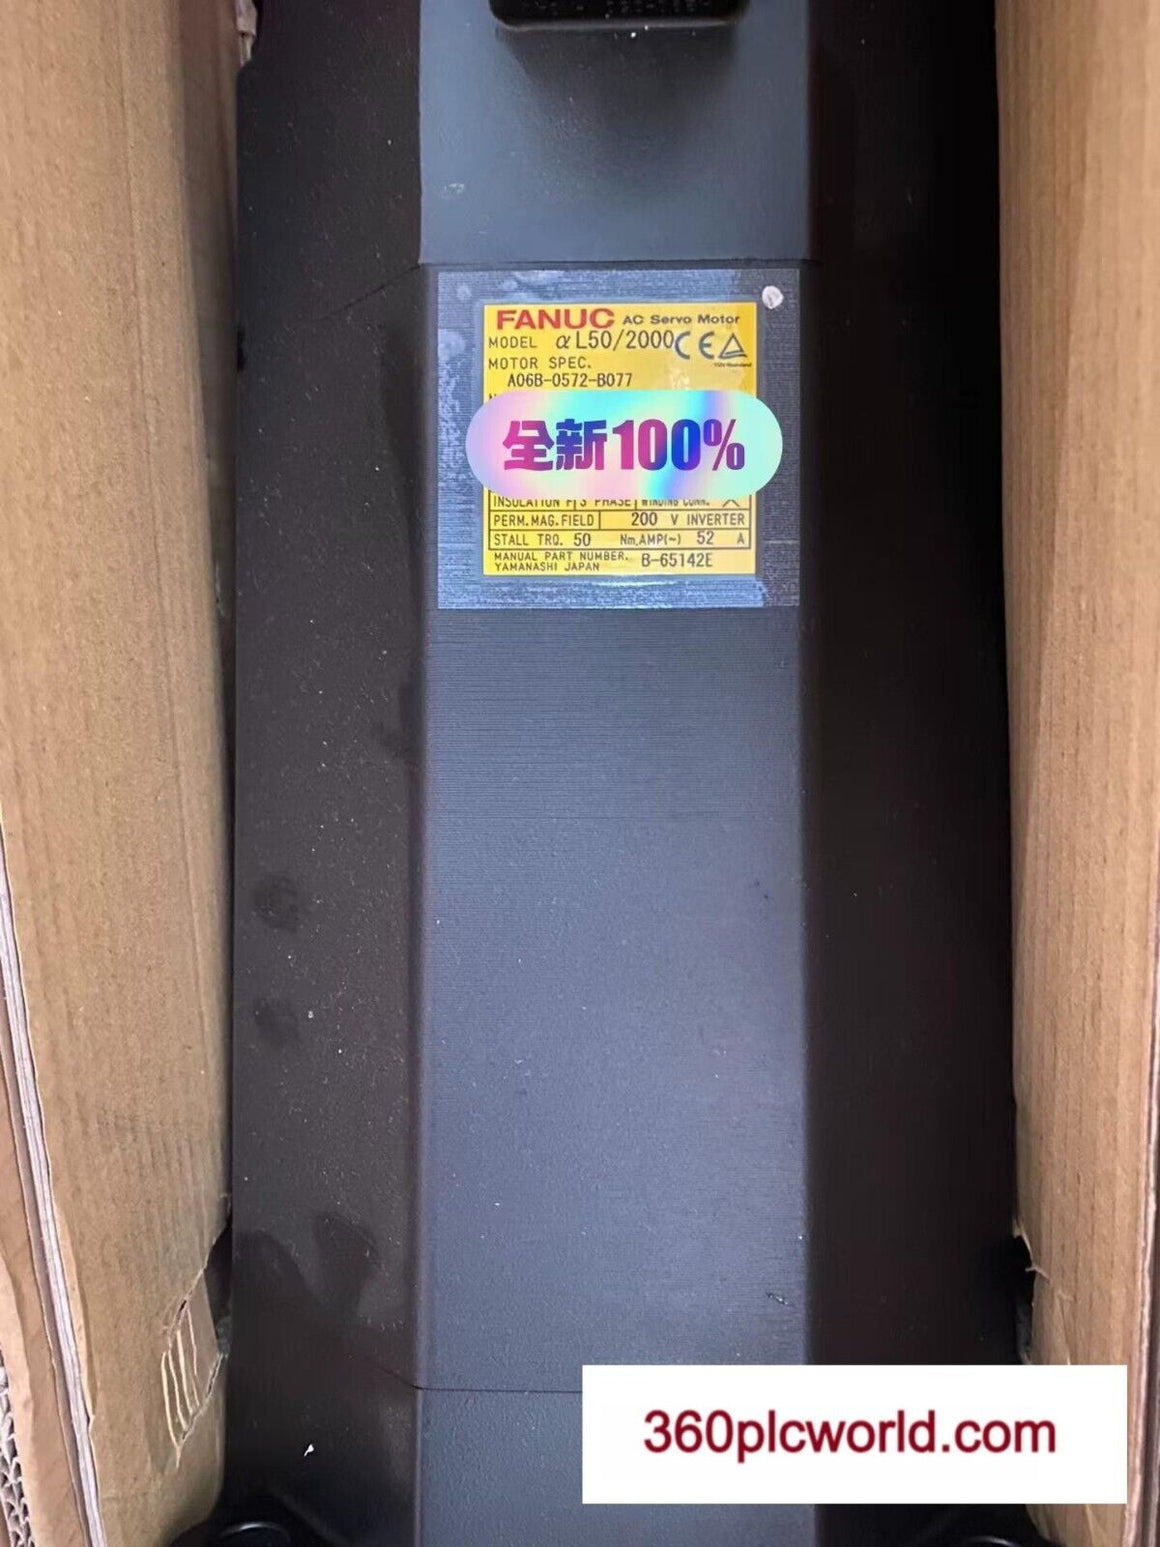 FANUC AC Servo Motor
MODEL αL50/2000 CE
MOTOR SPEC.
A06B-0572-B077
全新100%
INSULATION F 3 PHASE WINDING CONN.
PERM.MAG.FIELD 200 V INVERTER
STALL TRQ. 50 Nm,AMP(~) 52 A
MANUAL PART NUMBER. B-65142E
YAMANASHI JAPAN
360plcworld.com